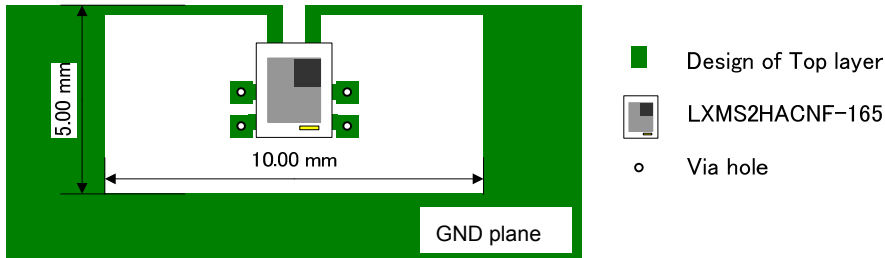 5.00 mm
10.00 mm
GND plane
Design of Top layer
LXMS2HACNF-165
Via hole